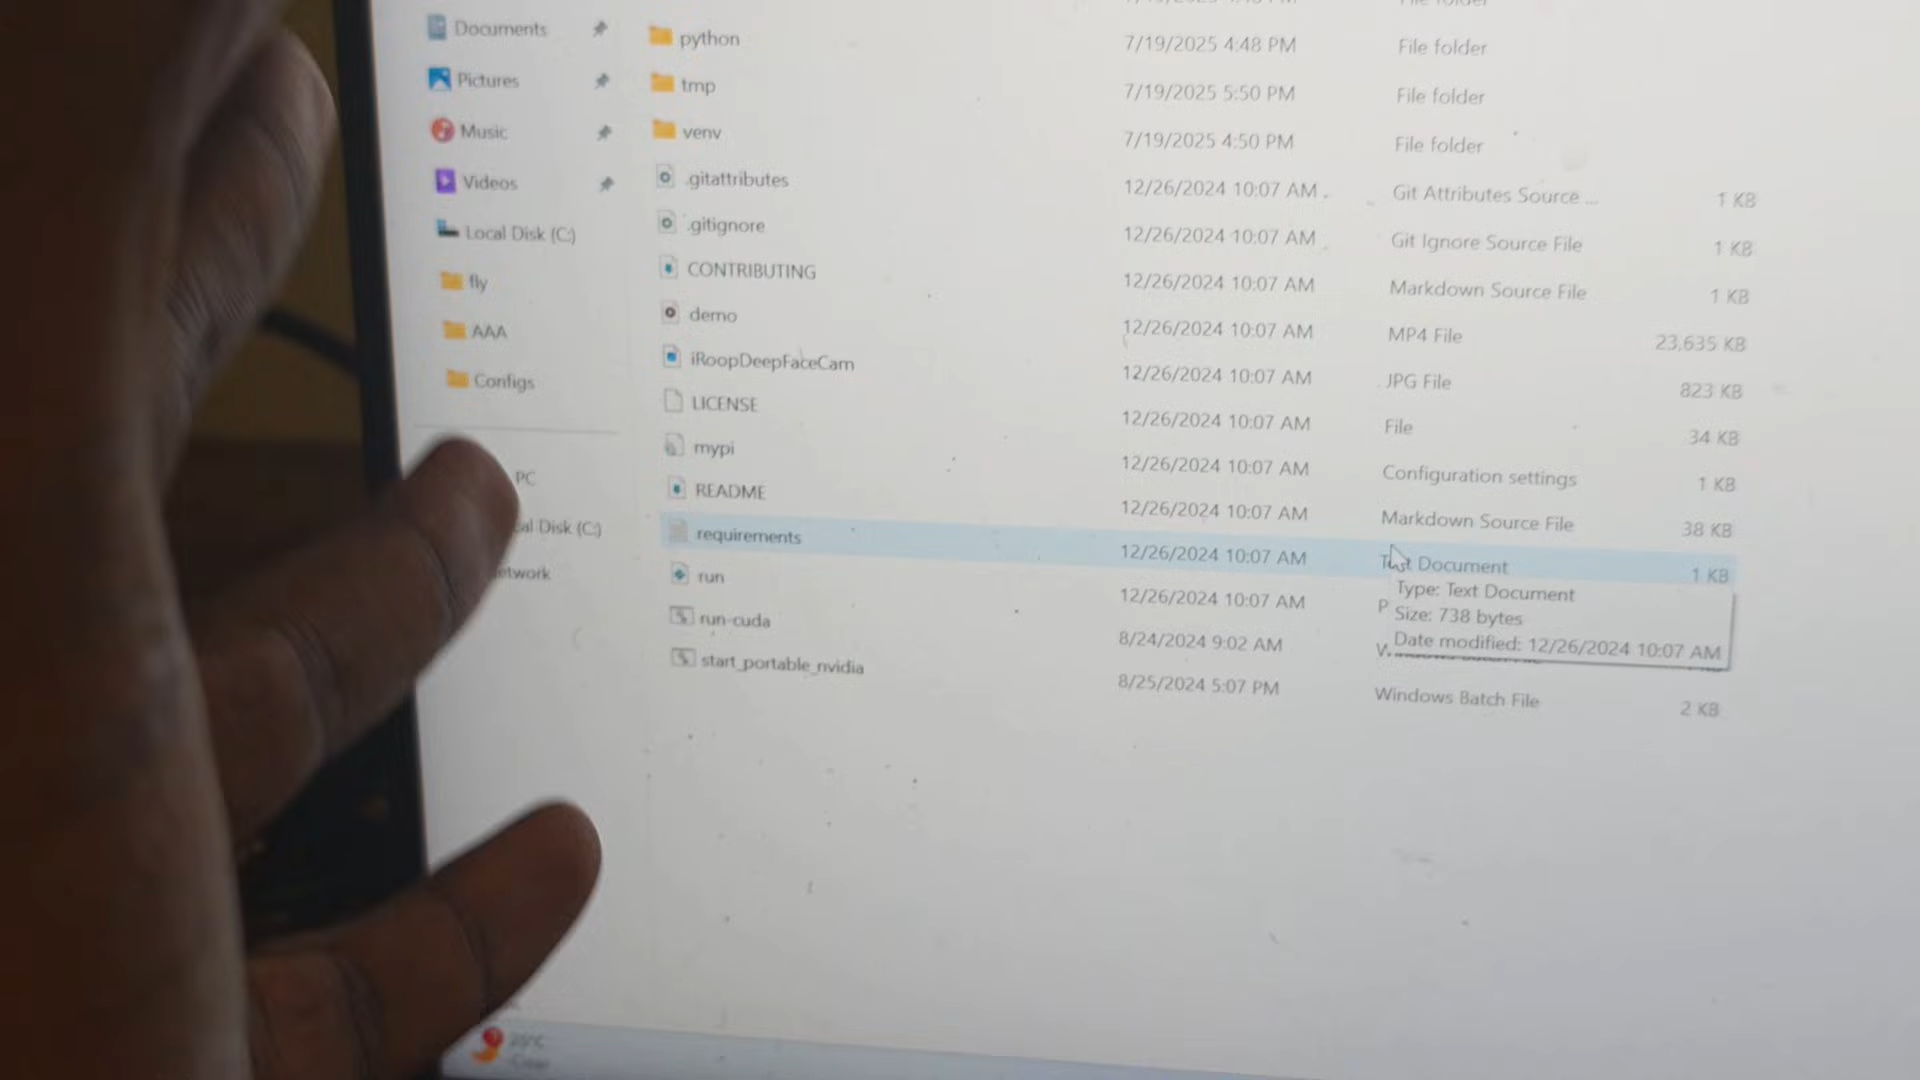 Documents
python 7/19/2025 4:48 PM File folder
Pictures
tmp 7/19/2025 5:50 PM File folder
Music
venv 7/19/2025 4:50 PM File folder
Videos
.gitattributes 12/26/2024 10:07 AM Git Attributes Source ... 1 KB
Local Disk (C:)
.gitignore 12/26/2024 10:07 AM Git Ignore Source File 1 KB
fly
CONTRIBUTING 12/26/2024 10:07 AM Markdown Source File 1 KB
AAA
demo 12/26/2024 10:07 AM MP4 File 23,635 KB
Configs
iRoopDeepFaceCam 12/26/2024 10:07 AM JPG File 823 KB
LICENSE 12/26/2024 10:07 AM File 34 KB
PC
mypi 12/26/2024 10:07 AM Configuration settings 1 KB
README 12/26/2024 10:07 AM Markdown Source File 38 KB
al Disk (C:)
requirements 12/26/2024 10:07 AM Text Document 1 KB
etwork
run 12/26/2024 10:07 AM P
run-cuda 8/24/2024 9:02 AM
start_portable_nvidia 8/25/2024 5:07 PM Windows Batch File 2 KB
Type: Text Document
Size: 738 bytes
Date modified: 12/26/2024 10:07 AM
Clear